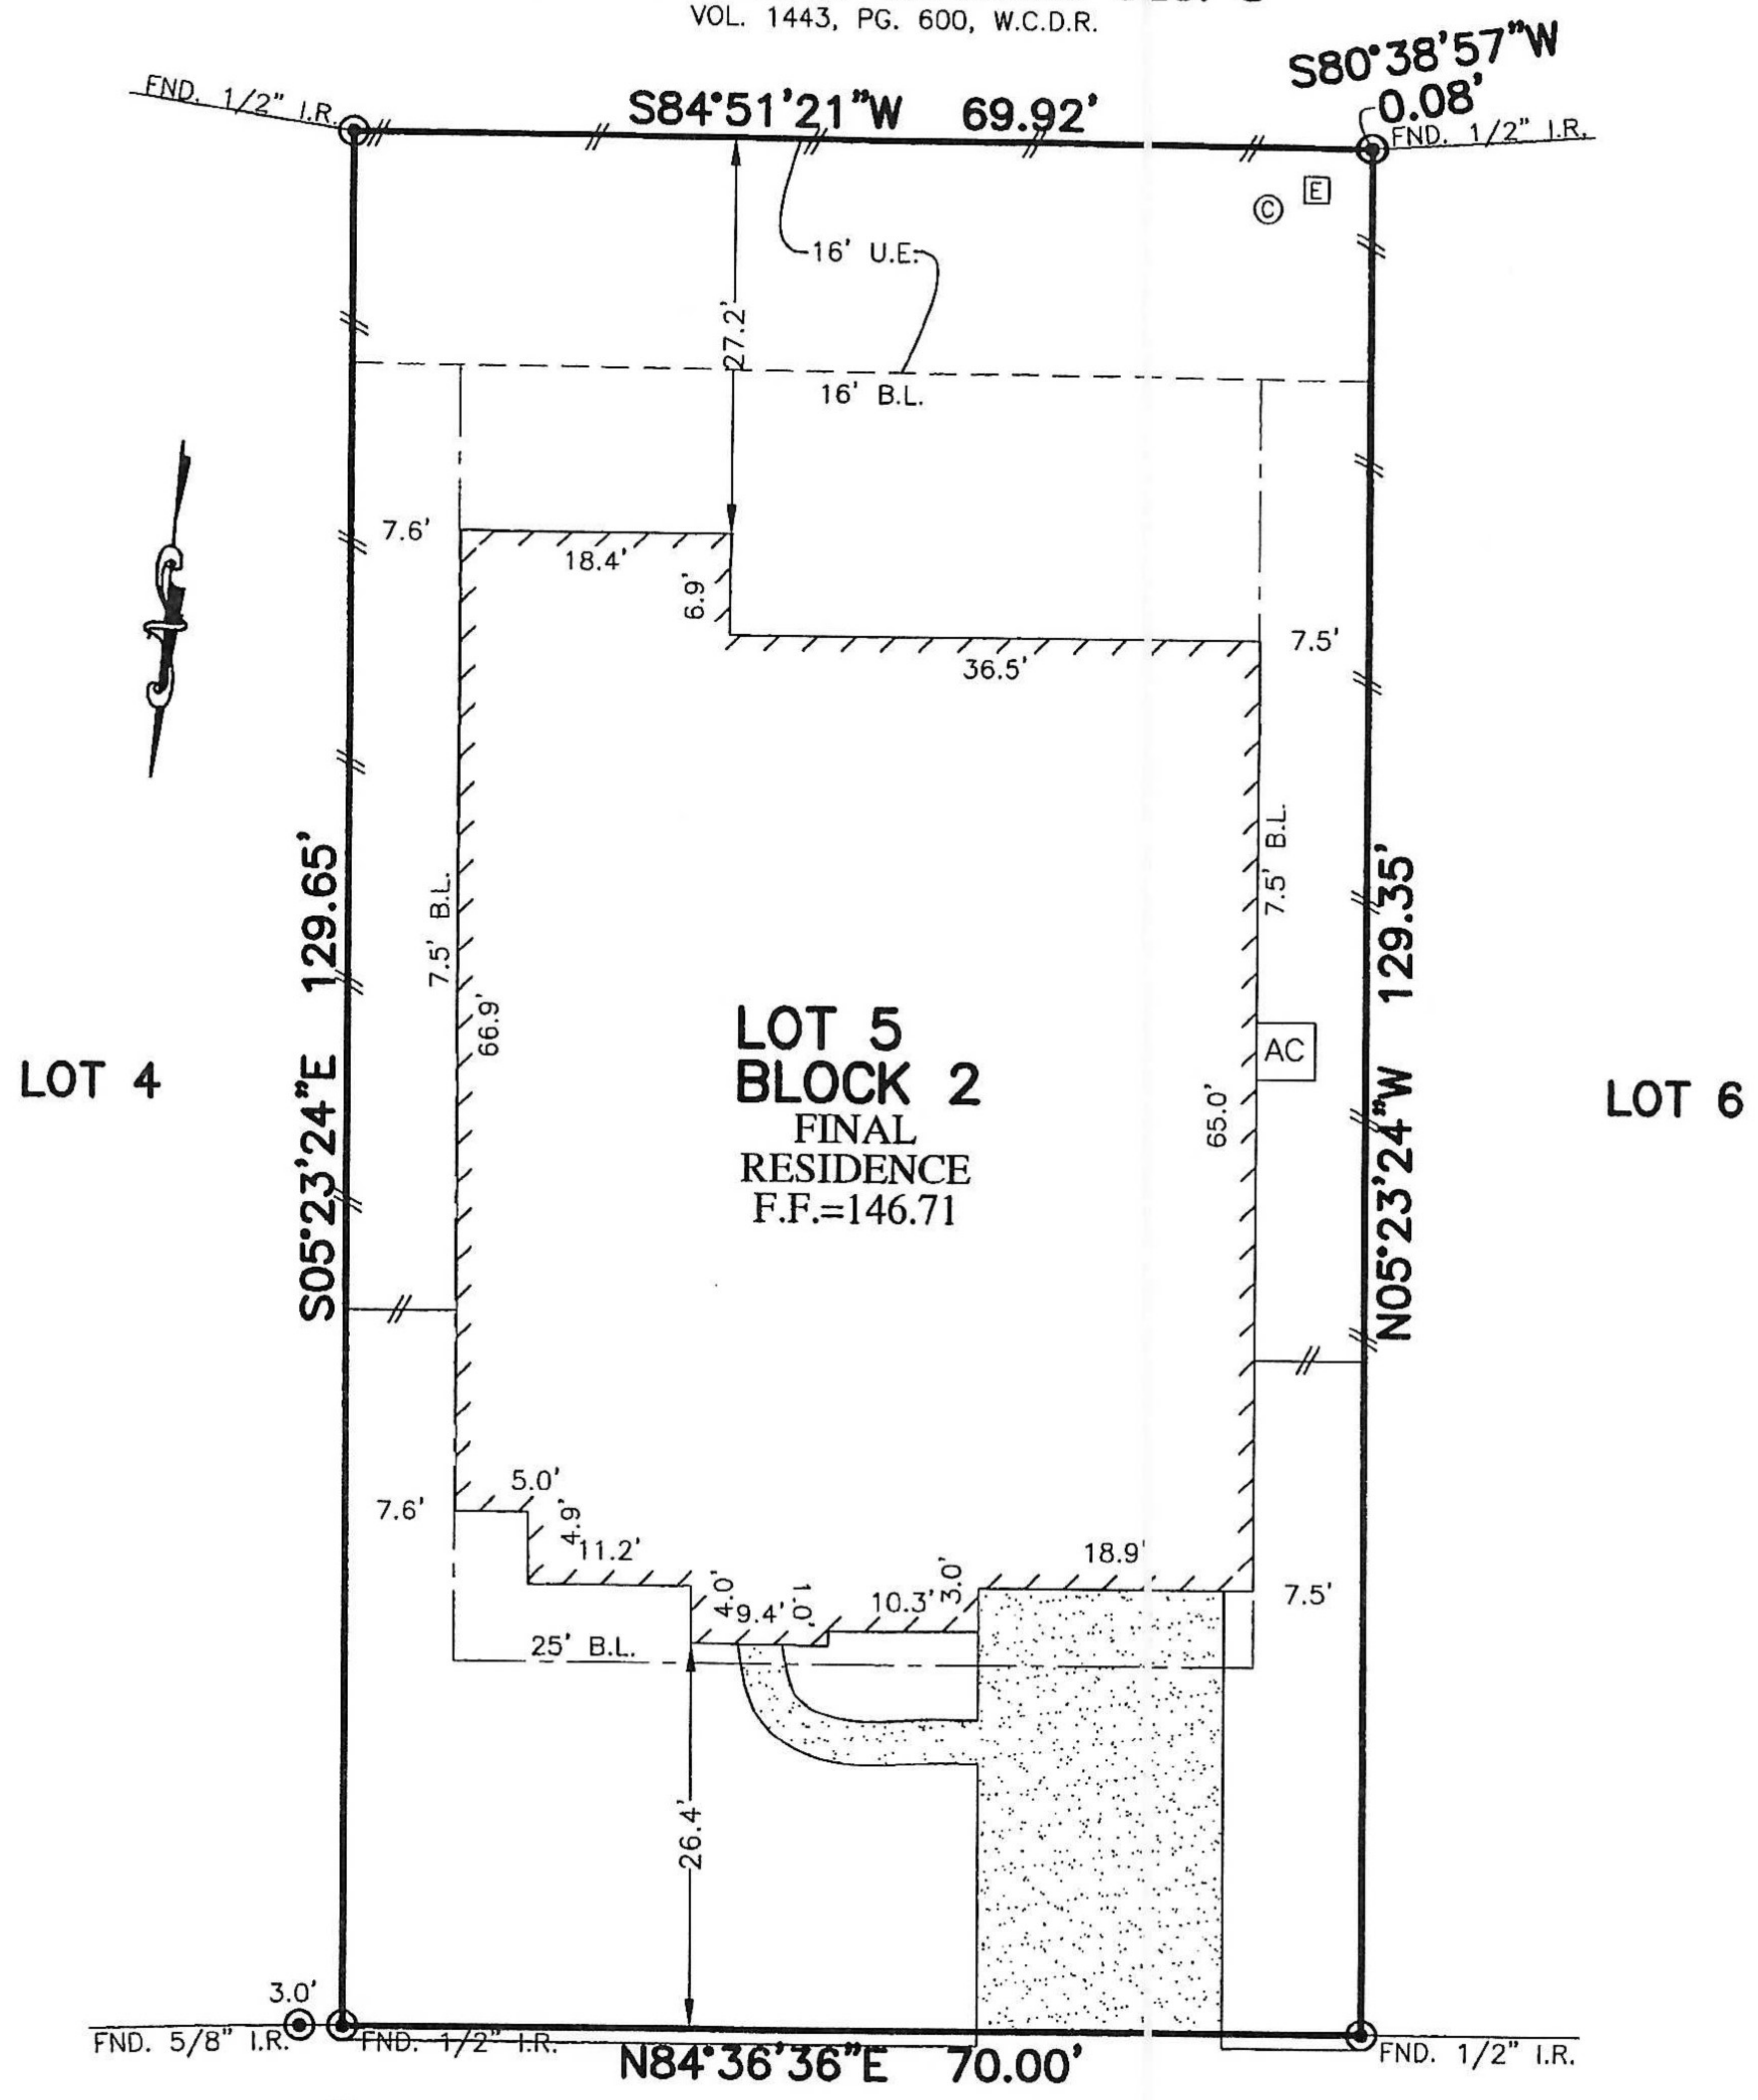 VOL. 1443, PG. 600, W.C.D.R.
S80°38'57"W
0.08'
FND. 1/2" I.R.
S84°51'21"W 69.92'
FND. 1/2" I.R.
E
C
16' U.E.
27.2'
16' B.L.
7.6'
18.4'
6.9'
7.5'
36.5'
7.5' B.L.
7.5' B.L.
S05°23'24"E 129.65'
N05°23'24"W 129.35'
66.9'
LOT 5
BLOCK 2
FINAL
RESIDENCE
F.F.=146.71
AC
LOT 4
LOT 6
65.0'
5.0'
7.6'
4.9'
11.2'
18.9'
4.0'
9.4'
1.0'
10.3'
3.0'
7.5'
25' B.L.
26.4'
3.0'
FND. 5/8" I.R.
FND. 1/2" I.R.
N84°36'36"E 70.00'
FND. 1/2" I.R.